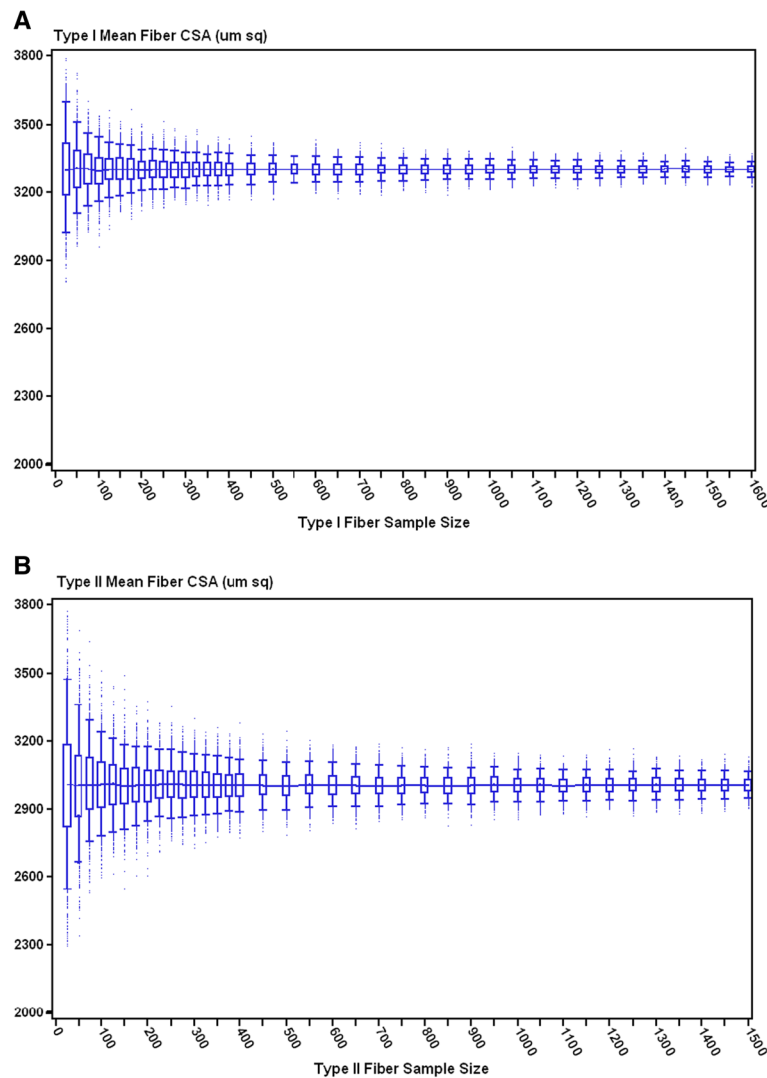 A
Type I Mean Fiber CSA (um sq)
3800
3500
3200
2900
2600
2300
2000
0 100 200 300 400 500 600 700 800 900 1000 1100 1200 1300 1400 1500 1600
Type I Fiber Sample Size
B
Type II Mean Fiber CSA (um sq)
3800
3500
3200
2900
2600
2300
2000
0 100 200 300 400 500 600 700 800 900 1000 1100 1200 1300 1400 1500
Type II Fiber Sample Size